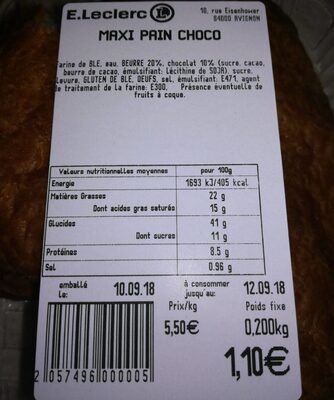 E.Leclerc L
10, rue Eisenhower
84000 AVIGNON
MAXI PAIN CHOCO
farine de BLE, eau, BEURRE 20%, chocolat 10% (sucre, cacao,
beurre de cacao, émulsifiant: Lécithine de SOJA), sucre,
levure, GLUTEN DE BLE, OEUFS, sel, émulsifiant: E471, agent
de traitement de la farine: E300. Présence éventuelle de
fruits à coque.
Valeurs nutritionnelles moyennes pour 100g
Energie 1693 kJ/405 kcal
Matières Grasses 22 g
Dont acides gras saturés 15 g
Glucides 41 g
Dont sucres 11 g
Protéines 8.5 g
Sel 0.96 g
emballé
le: 10.09.18
à consommer
jusqu'au: 12.09.18
Prix/kg Poids fixe
5,50€ 0,200kg
1,10€
2 057496 000005